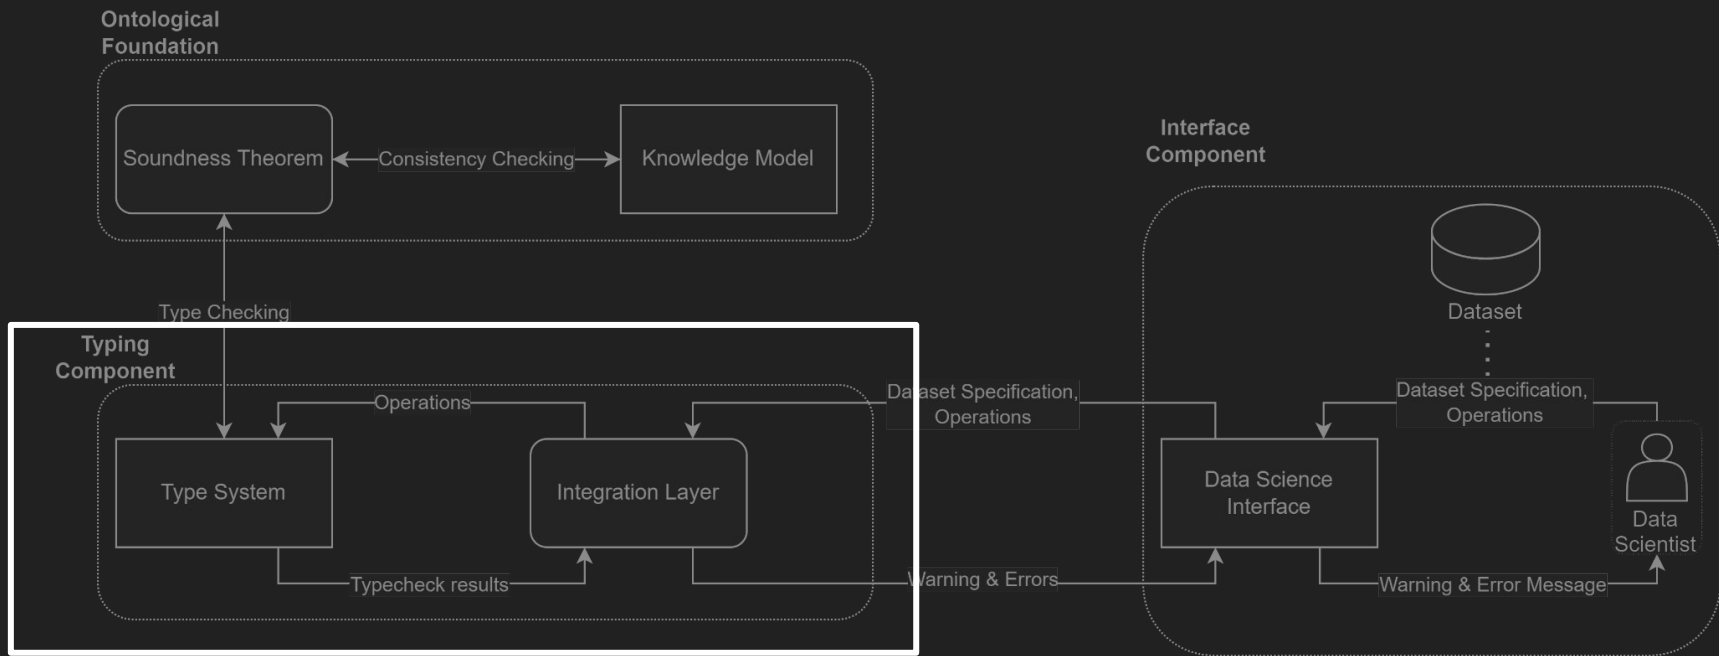 Ontological
Foundation
Soundness Theorem
Consistency Checking
Knowledge Model
Interface
Component
Dataset
Type Checking
Typing
Component
Operations
Dataset Specification,
Operations
Dataset Specification,
Operations
Type System
Integration Layer
Data Science
Interface
Data
Scientist
Typecheck results
Warning & Errors
Warning & Error Message